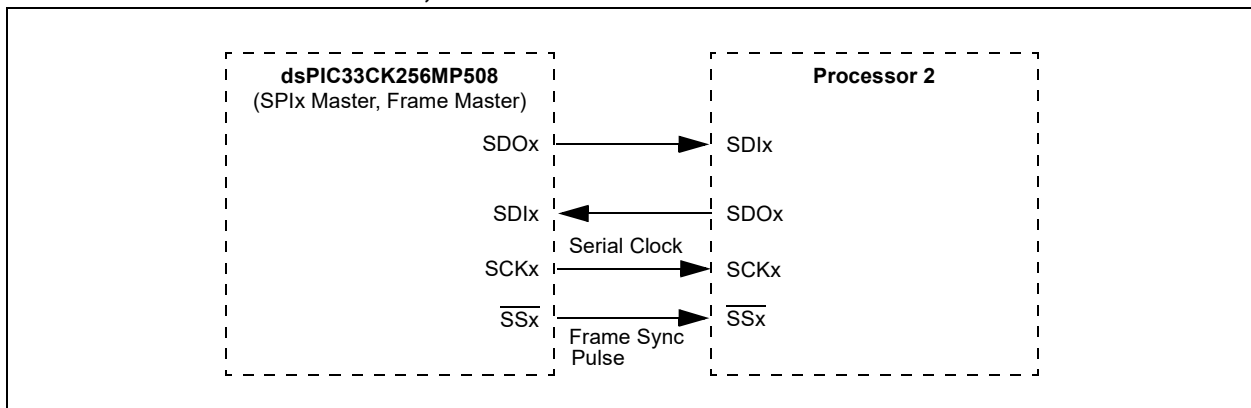 dsPIC33CK256MP508
(SPIx Master, Frame Master)
Processor 2
SDOx
SDIx
SDIx
SDOx
Serial Clock
SCKx
SCKx
SSx
SSx
Frame Sync
Pulse